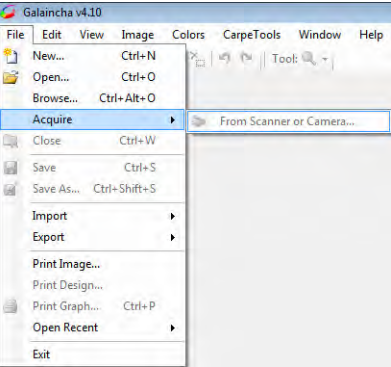 Galaincha v4.10
File Edit View Image Colors CarpeTools Window Help
New... Ctrl+N
Tool:
Open... Ctrl+O
Browse... Ctrl+Alt+O
Acquire
From Scanner or Camera...
Close Ctrl+W
Save Ctrl+S
Save As... Ctrl+Shift+S
Import
Export
Print Image...
Print Design...
Print Graph... Ctrl+P
Open Recent
Exit